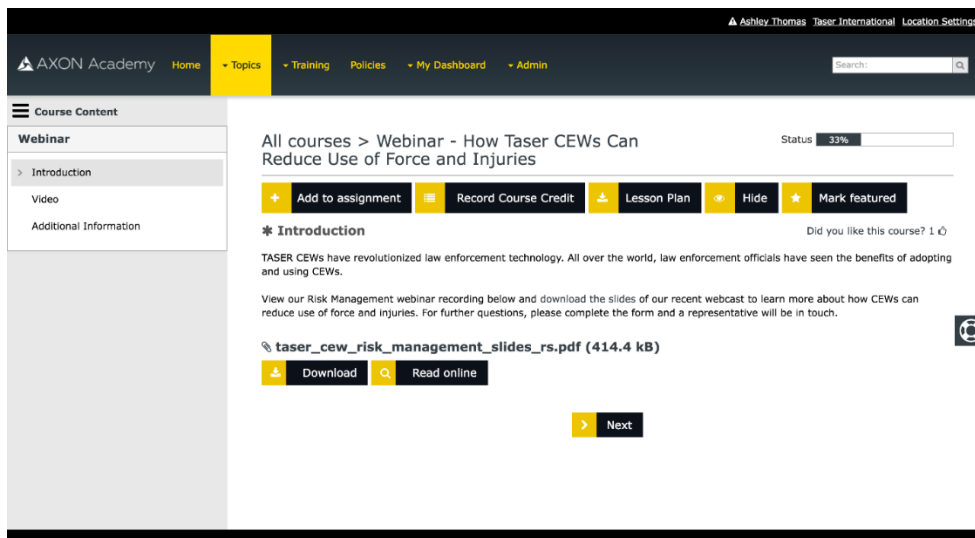 Ashley Thomas Taser International Location Settings
AXON Academy Home Topics Training Policies My Dashboard Admin Search:
Course Content
Webinar
Introduction
Video
Additional Information
All courses > Webinar - How Taser CEWs Can
Reduce Use of Force and Injuries
Status 33%
Add to assignment Record Course Credit Lesson Plan Hide Mark featured
✱ Introduction
Did you like this course? 1
TASER CEWs have revolutionized law enforcement technology. All over the world, law enforcement officials have seen the benefits of adopting
and using CEWs.
View our Risk Management webinar recording below and download the slides of our recent webcast to learn more about how CEWs can
reduce use of force and injuries. For further questions, please complete the form and a representative will be in touch.
taser_cew_risk_management_slides_rs.pdf (414.4 kB)
Download Read online
Next